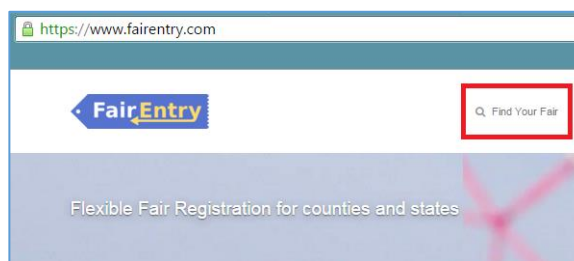 https://www.fairentry.com
FairEntry
Find Your Fair
Flexible Fair Registration for counties and states